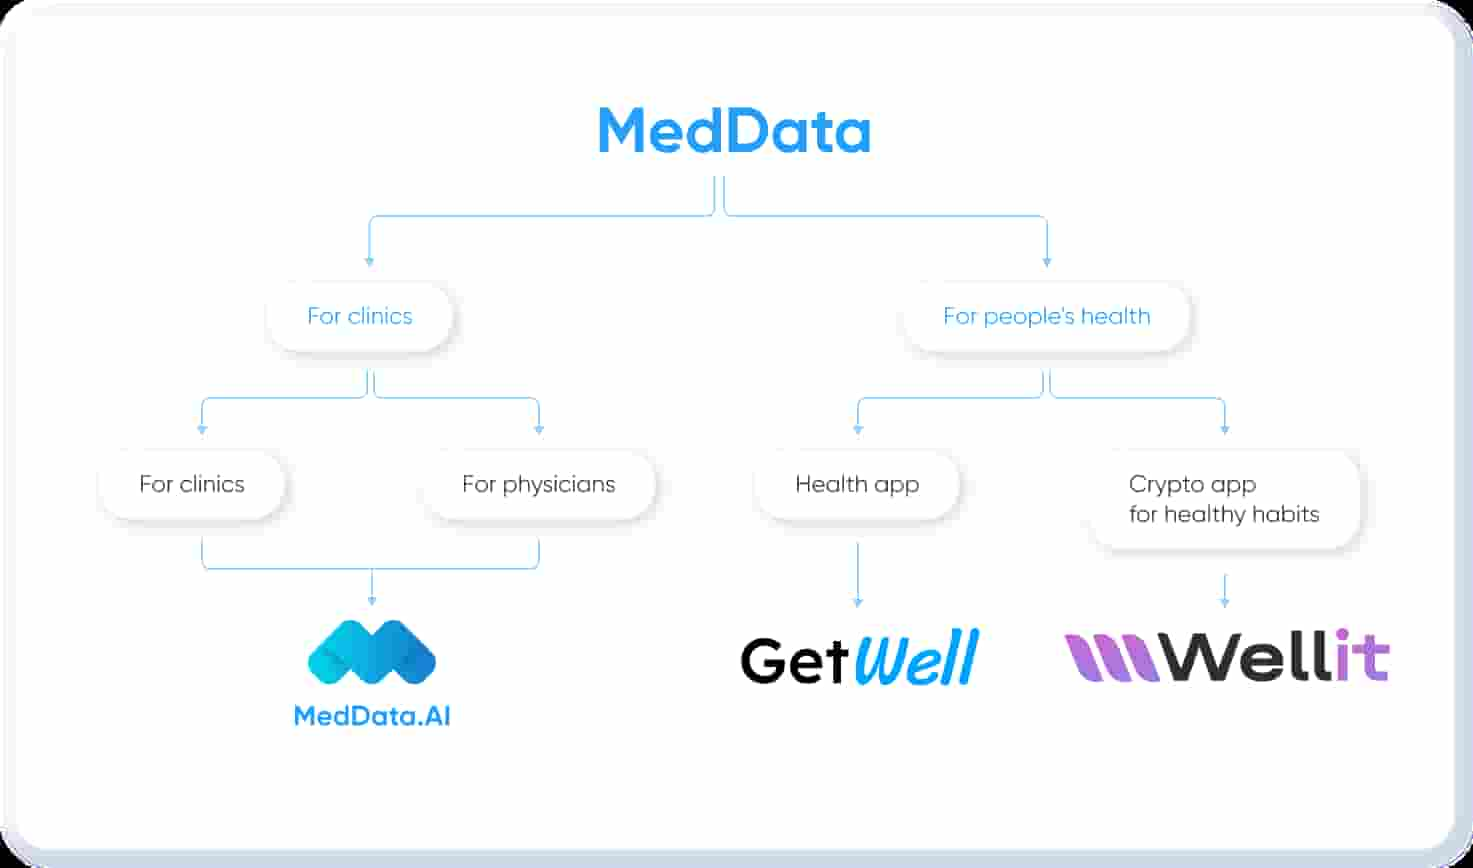 MedData
For clinics
For people's health
For clinics
For physicians
Health app
Crypto app
for healthy habits
MedData.AI
GetWell
Wellit